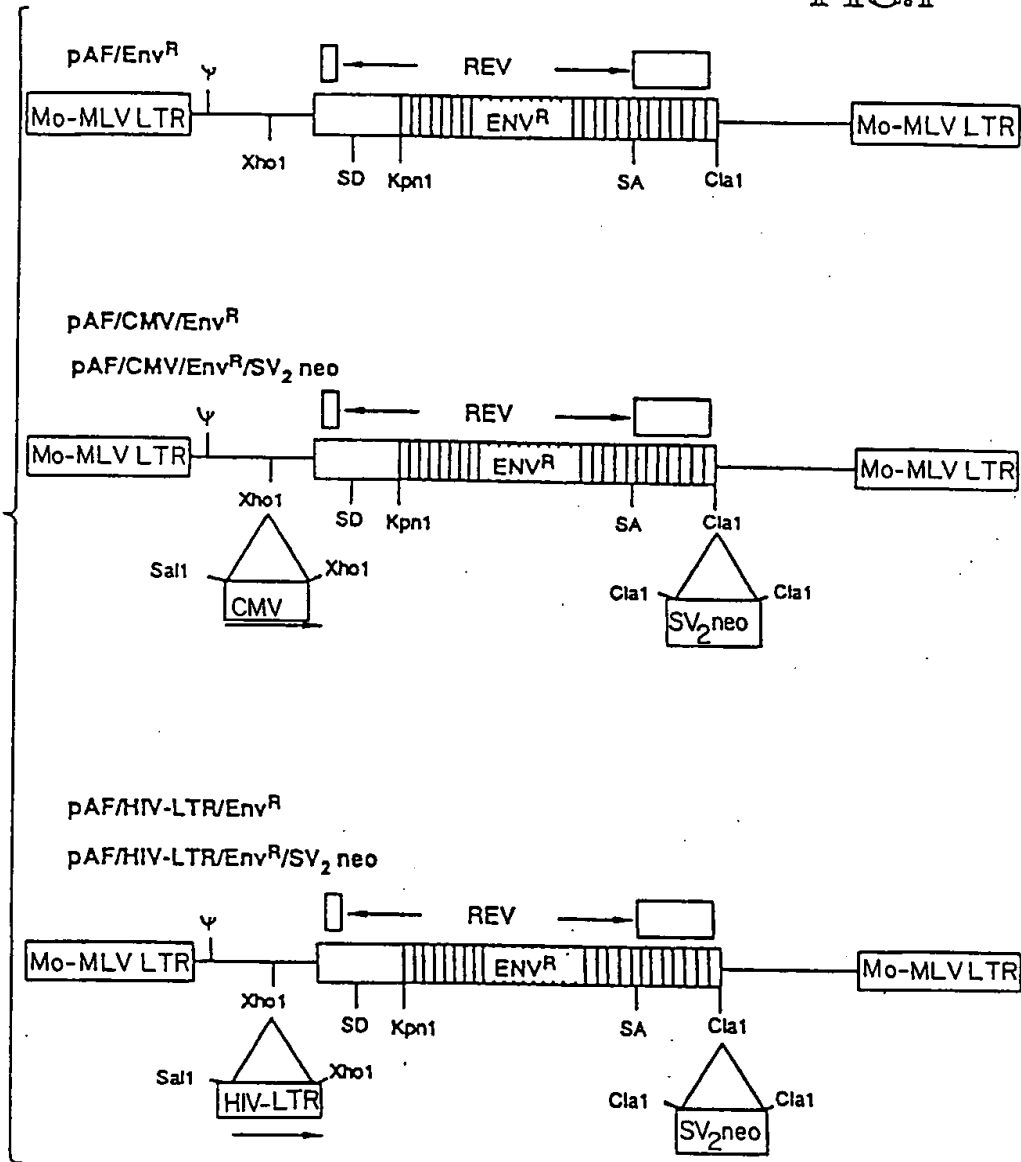 FIG.1
pAF/Env^R
Ψ
REV
Mo-MLV LTR
ENV^R
Mo-MLV LTR
Xho1
SD
Kpn1
SA
Cla1
pAF/CMV/Env^R
pAF/CMV/Env^R/SV₂ neo
Ψ
REV
Mo-MLV LTR
ENV^R
Mo-MLV LTR
Xho1
SD
Kpn1
SA
Cla1
Sal1
Xho1
Cla1
Cla1
CMV
SV₂neo
pAF/HIV-LTR/Env^R
pAF/HIV-LTR/Env^R/SV₂ neo
Ψ
REV
Mo-MLV LTR
ENV^R
Mo-MLV LTR
Xho1
SD
Kpn1
SA
Cla1
Sal1
Xho1
Cla1
Cla1
HIV-LTR
SV₂neo